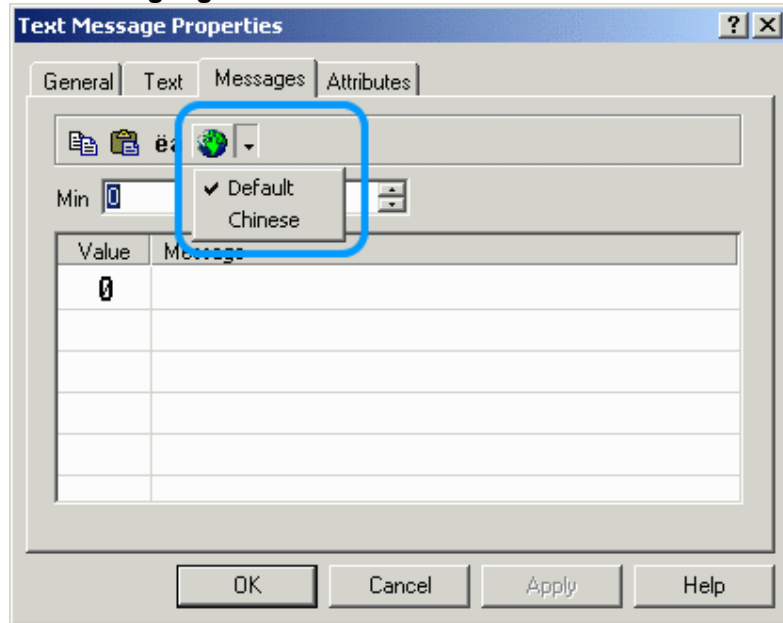 Text Message Properties
General Text Messages Attributes
Min 0
Default
Chinese
Value
0
OK Cancel Apply Help